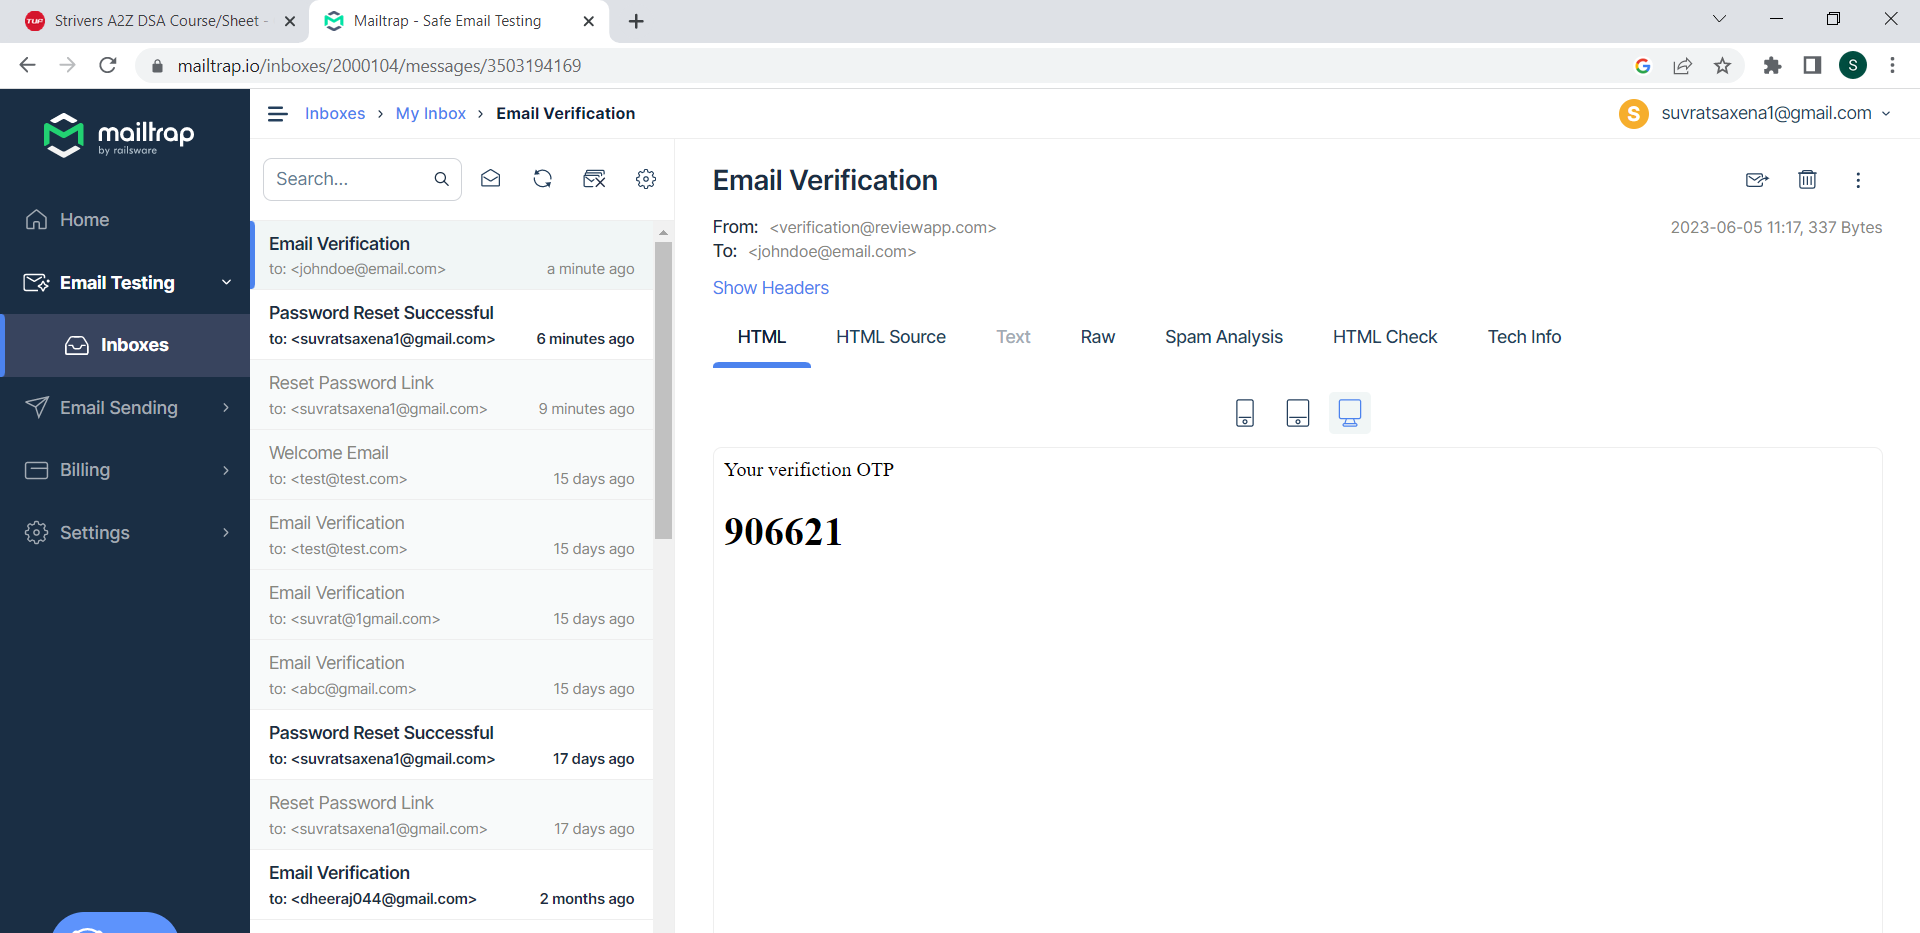 Strivers A2Z DSA Course/Sheet -
Mailtrap - Safe Email Testing
mailtrap.io/inboxes/2000104/messages/3503194169
S
mailtrap
by railsware
Home
Email Testing
Inboxes
Email Sending
Billing
Settings
Inboxes › My Inbox › Email Verification
S suvratsaxena1@gmail.com
Search...
Email Verification
to: <johndoe@email.com> a minute ago
Password Reset Successful
to: <suvratsaxena1@gmail.com> 6 minutes ago
Reset Password Link
to: <suvratsaxena1@gmail.com> 9 minutes ago
Welcome Email
to: <test@test.com> 15 days ago
Email Verification
to: <test@test.com> 15 days ago
Email Verification
to: <suvrat@1gmail.com> 15 days ago
Email Verification
to: <abc@gmail.com> 15 days ago
Password Reset Successful
to: <suvratsaxena1@gmail.com> 17 days ago
Reset Password Link
to: <suvratsaxena1@gmail.com> 17 days ago
Email Verification
to: <dheeraj044@gmail.com> 2 months ago
Email Verification
From: <verification@reviewapp.com> 2023-06-05 11:17, 337 Bytes
To: <johndoe@email.com>
Show Headers
HTML HTML Source Text Raw Spam Analysis HTML Check Tech Info
Your verifiction OTP
906621